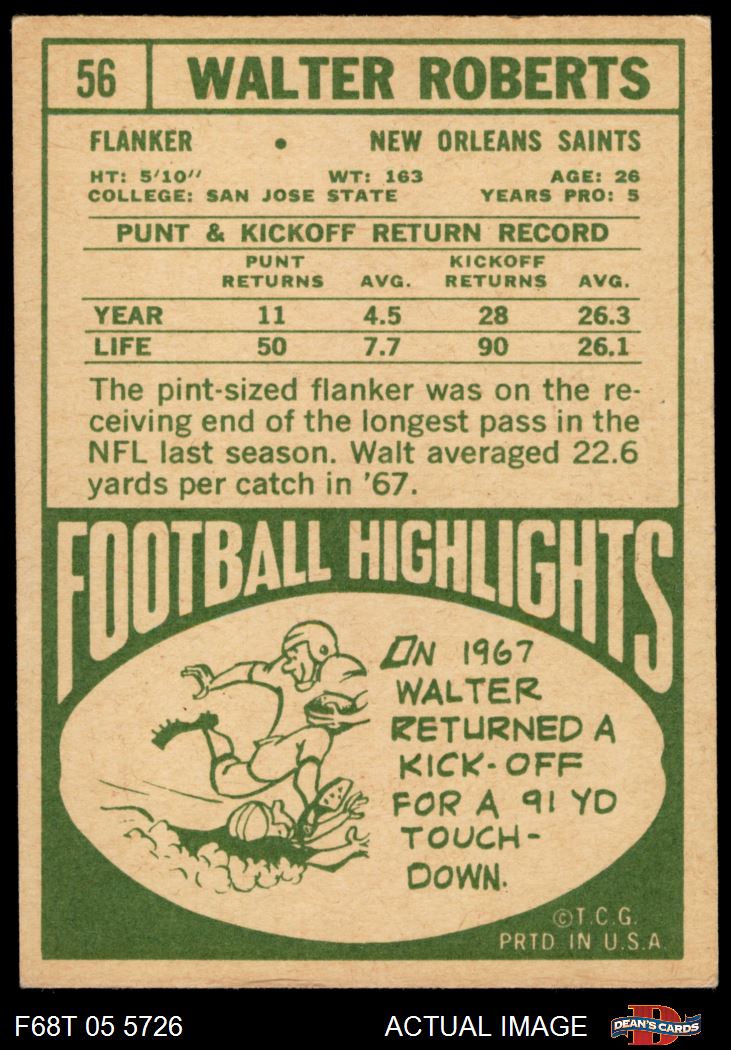 56 WALTER ROBERTS
FLANKER • NEW ORLEANS SAINTS
HT: 5'10" WT: 163 AGE: 26
COLLEGE: SAN JOSE STATE YEARS PRO: 5
PUNT & KICKOFF RETURN RECORD
PUNT KICKOFF
RETURNS AVG. RETURNS AVG.
YEAR 11 4.5 28 26.3
LIFE 50 7.7 90 26.1
The pint-sized flanker was on the re-
ceiving end of the longest pass in the
NFL last season. Walt averaged 22.6
yards per catch in '67.
FOOTBALL HIGHLIGHTS
ON 1967
WALTER
RETURNED A
KICK-OFF
FOR A 91 YD
TOUCH-
DOWN.
©T.C.G.
PRTD IN U.S.A.
F68T 05 5726 ACTUAL IMAGE D DEAN'S CARDS